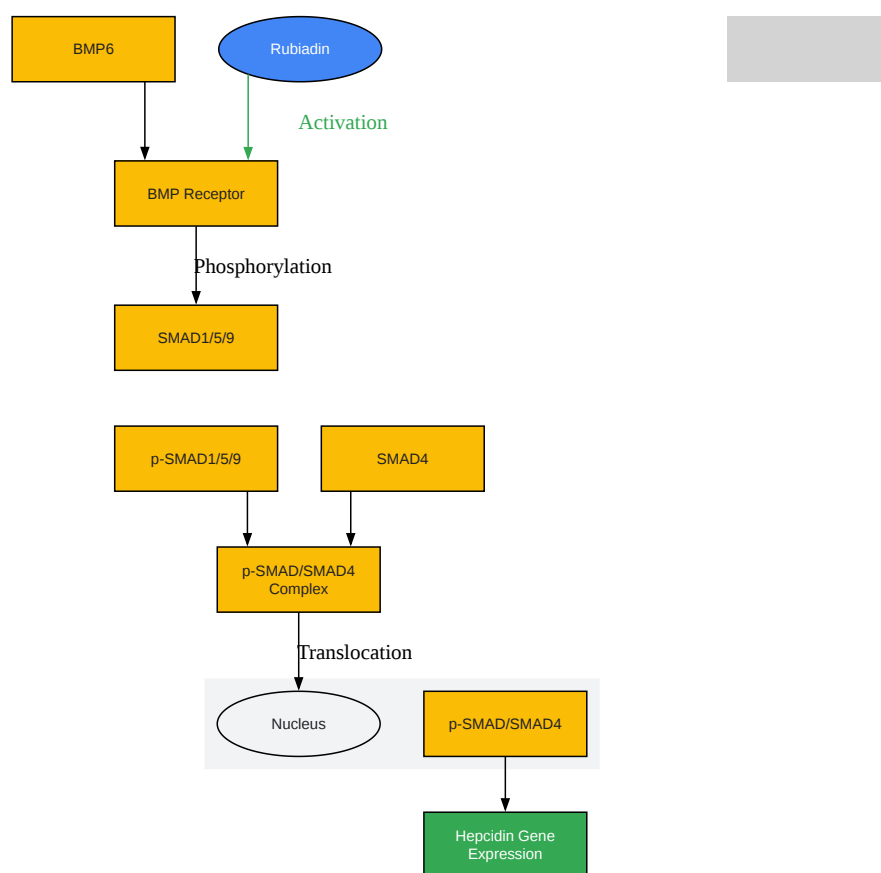 BMP6
Rubiadin
Activation
BMP Receptor
Phosphorylation
SMAD1/5/9
p-SMAD1/5/9
SMAD4
p-SMAD/SMAD4
Complex
Translocation
Nucleus
p-SMAD/SMAD4
Hepcidin Gene
Expression